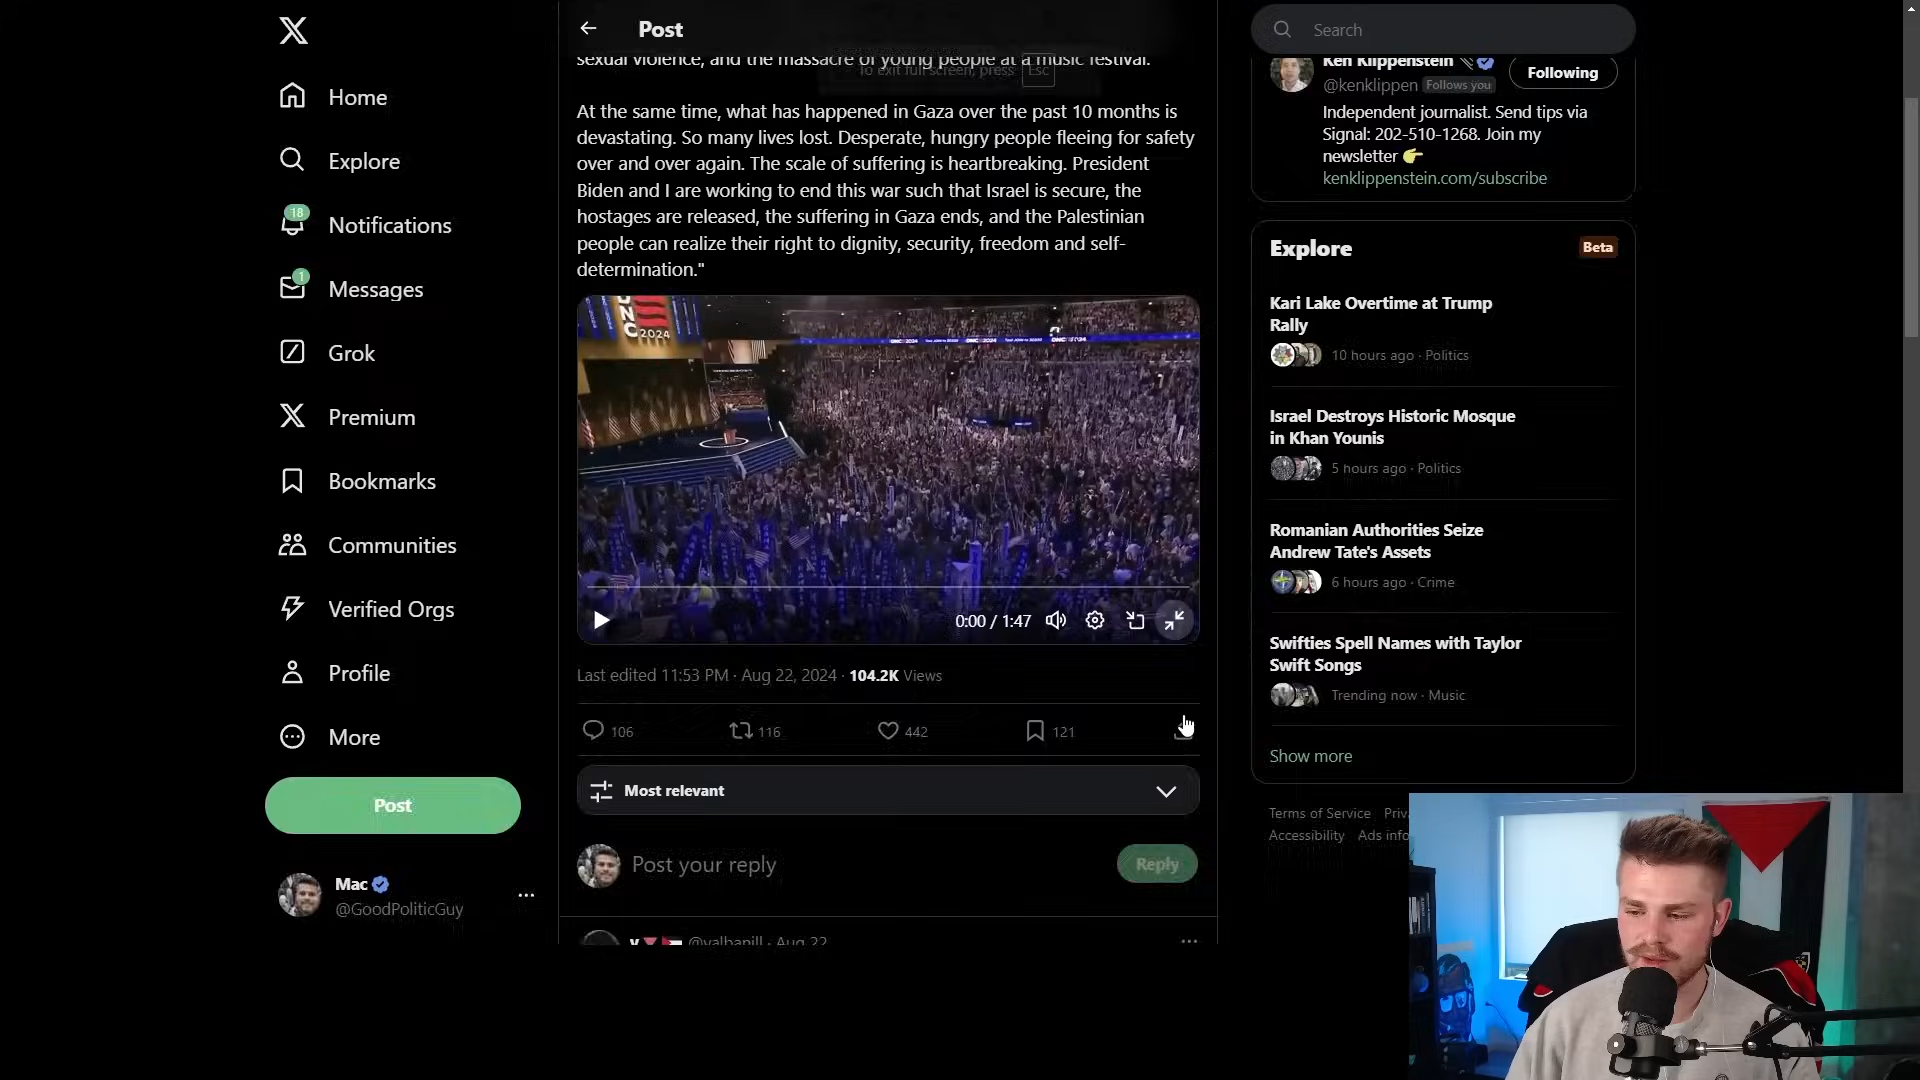 Home
Explore
Notifications
18
Messages
1
Grok
Premium
Bookmarks
Communities
Verified Orgs
Profile
More
Post
Mac
@GoodPoliticGuy
Post
sexual violence, and the massacre of young people at a music festival.
To exit full screen, press Esc
At the same time, what has happened in Gaza over the past 10 months is
devastating. So many lives lost. Desperate, hungry people fleeing for safety
over and over again. The scale of suffering is heartbreaking. President
Biden and I are working to end this war such that Israel is secure, the
hostages are released, the suffering in Gaza ends, and the Palestinian
people can realize their right to dignity, security, freedom and self-
determination."
DNC
2024
0:00 / 1:47
Last edited 11:53 PM · Aug 22, 2024 · 104.2K Views
106
116
442
121
Most relevant
Post your reply
Reply
@valbanill · Aug 22
Search
Ken Klippenstein
@kenklippen Follows you
Following
Independent journalist. Send tips via
Signal: 202-510-1268. Join my
newsletter
kenklippenstein.com/subscribe
Explore
Beta
Kari Lake Overtime at Trump
Rally
10 hours ago · Politics
Israel Destroys Historic Mosque
in Khan Younis
5 hours ago · Politics
Romanian Authorities Seize
Andrew Tate's Assets
6 hours ago · Crime
Swifties Spell Names with Taylor
Swift Songs
Trending now · Music
Show more
Terms of Service
Accessibility Ads info